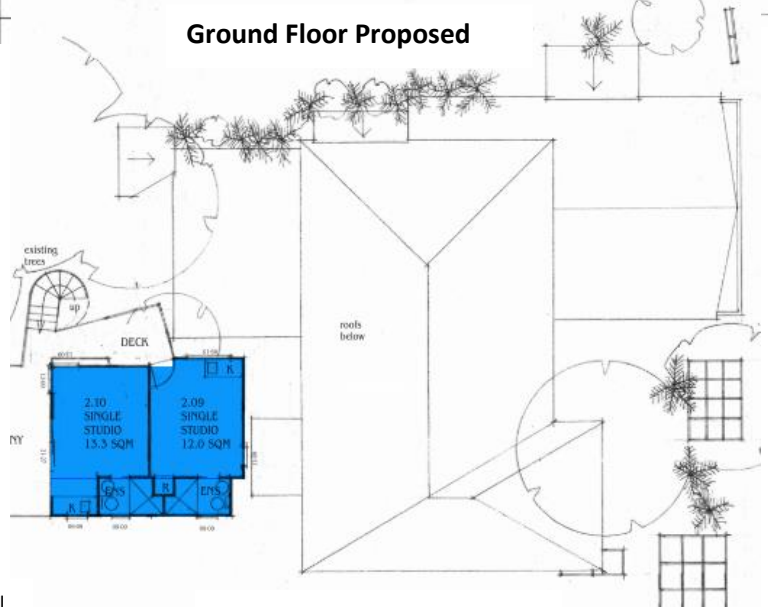 Ground Floor Proposed
existing
trees
up
DECK
roofs
below
K
2.10
SINGLE
STUDIO
13.3 SQM
2.09
SINGLE
STUDIO
12.0 SQM
NY
ENS
ENS
K